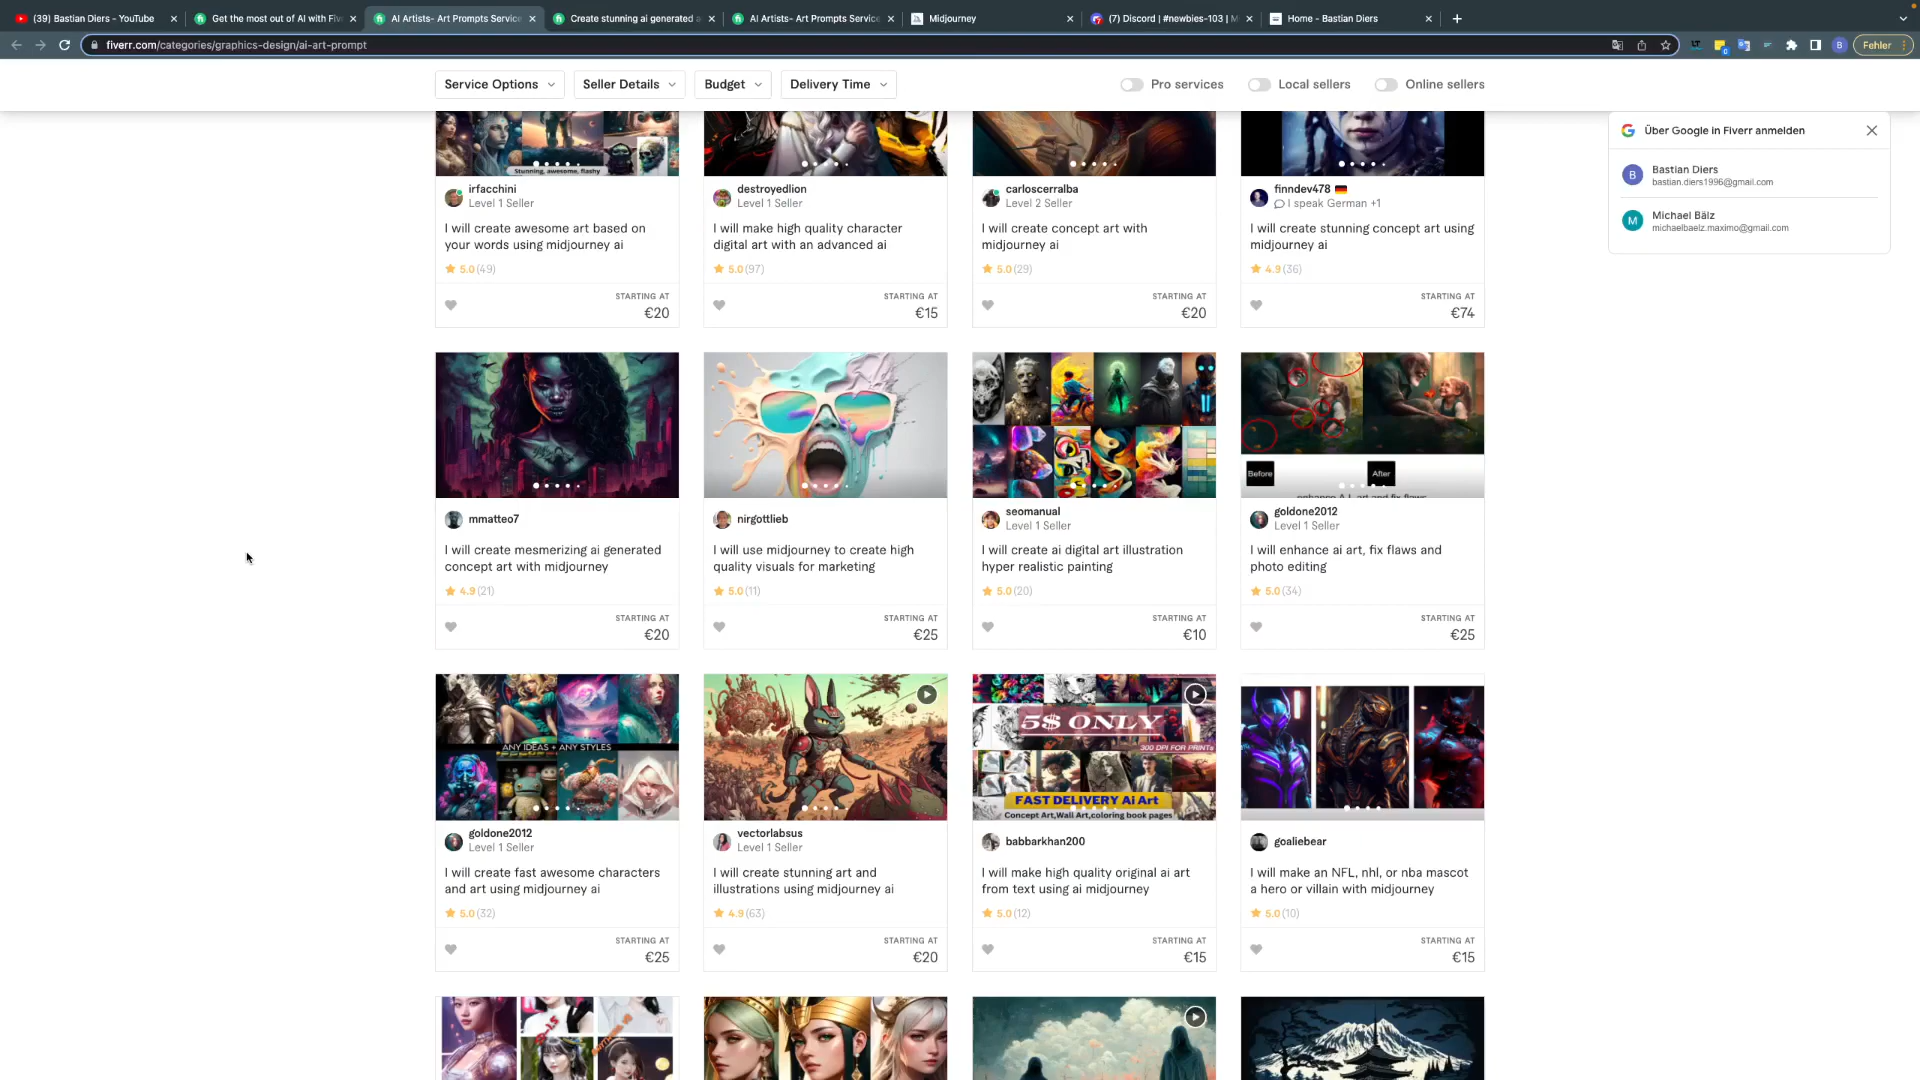 (39) Bastian Diers - YouTube
Get the most out of AI with Five
AI Artists- Art Prompts Service
Create stunning ai generated a
AI Artists- Art Prompts Service
Midjourney
(7) Discord | #newbies-103 | M
Home - Bastian Diers
fiverr.com/categories/graphics-design/ai-art-prompt
B
Fehler
Service Options
Seller Details
Budget
Delivery Time
Pro services
Local sellers
Online sellers
Über Google in Fiverr anmelden
B
Bastian Diers
bastian.diers1996@gmail.com
M
Michael Bälz
michaelbaelz.maximo@gmail.com
Stunning, awesome, flashy
irfacchini
Level 1 Seller
I will create awesome art based on
your words using midjourney ai
5.0 (49)
STARTING AT
€20
destroyedlion
Level 1 Seller
I will make high quality character
digital art with an advanced ai
5.0 (97)
STARTING AT
€15
carloscerralba
Level 2 Seller
I will create concept art with
midjourney ai
5.0 (29)
STARTING AT
€20
finndev478
I speak German +1
I will create stunning concept art using
midjourney ai
4.9 (36)
STARTING AT
€74
mmatteo7
I will create mesmerizing ai generated
concept art with midjourney
4.9 (21)
STARTING AT
€20
nirgottlieb
I will use midjourney to create high
quality visuals for marketing
5.0 (11)
STARTING AT
€25
seomanual
Level 1 Seller
I will create ai digital art illustration
hyper realistic painting
5.0 (20)
STARTING AT
€10
Before
After
enhance A.I. art and fix flaws
goldone2012
Level 1 Seller
I will enhance ai art, fix flaws and
photo editing
5.0 (34)
STARTING AT
€25
ANY IDEAS + ANY STYLES
goldone2012
Level 1 Seller
I will create fast awesome characters
and art using midjourney ai
5.0 (32)
STARTING AT
€25
vectorlabsus
Level 1 Seller
I will create stunning art and
illustrations using midjourney ai
4.9 (63)
STARTING AT
€20
5$ ONLY
300 DPI FOR PRINTs
FAST DELIVERY Ai Art
Concept Art,Wall Art,coloring book pages
babbarkhan200
I will make high quality original ai art
from text using ai midjourney
5.0 (12)
STARTING AT
€15
goaliebear
I will make an NFL, nhl, or nba mascot
a hero or villain with midjourney
5.0 (10)
STARTING AT
€15